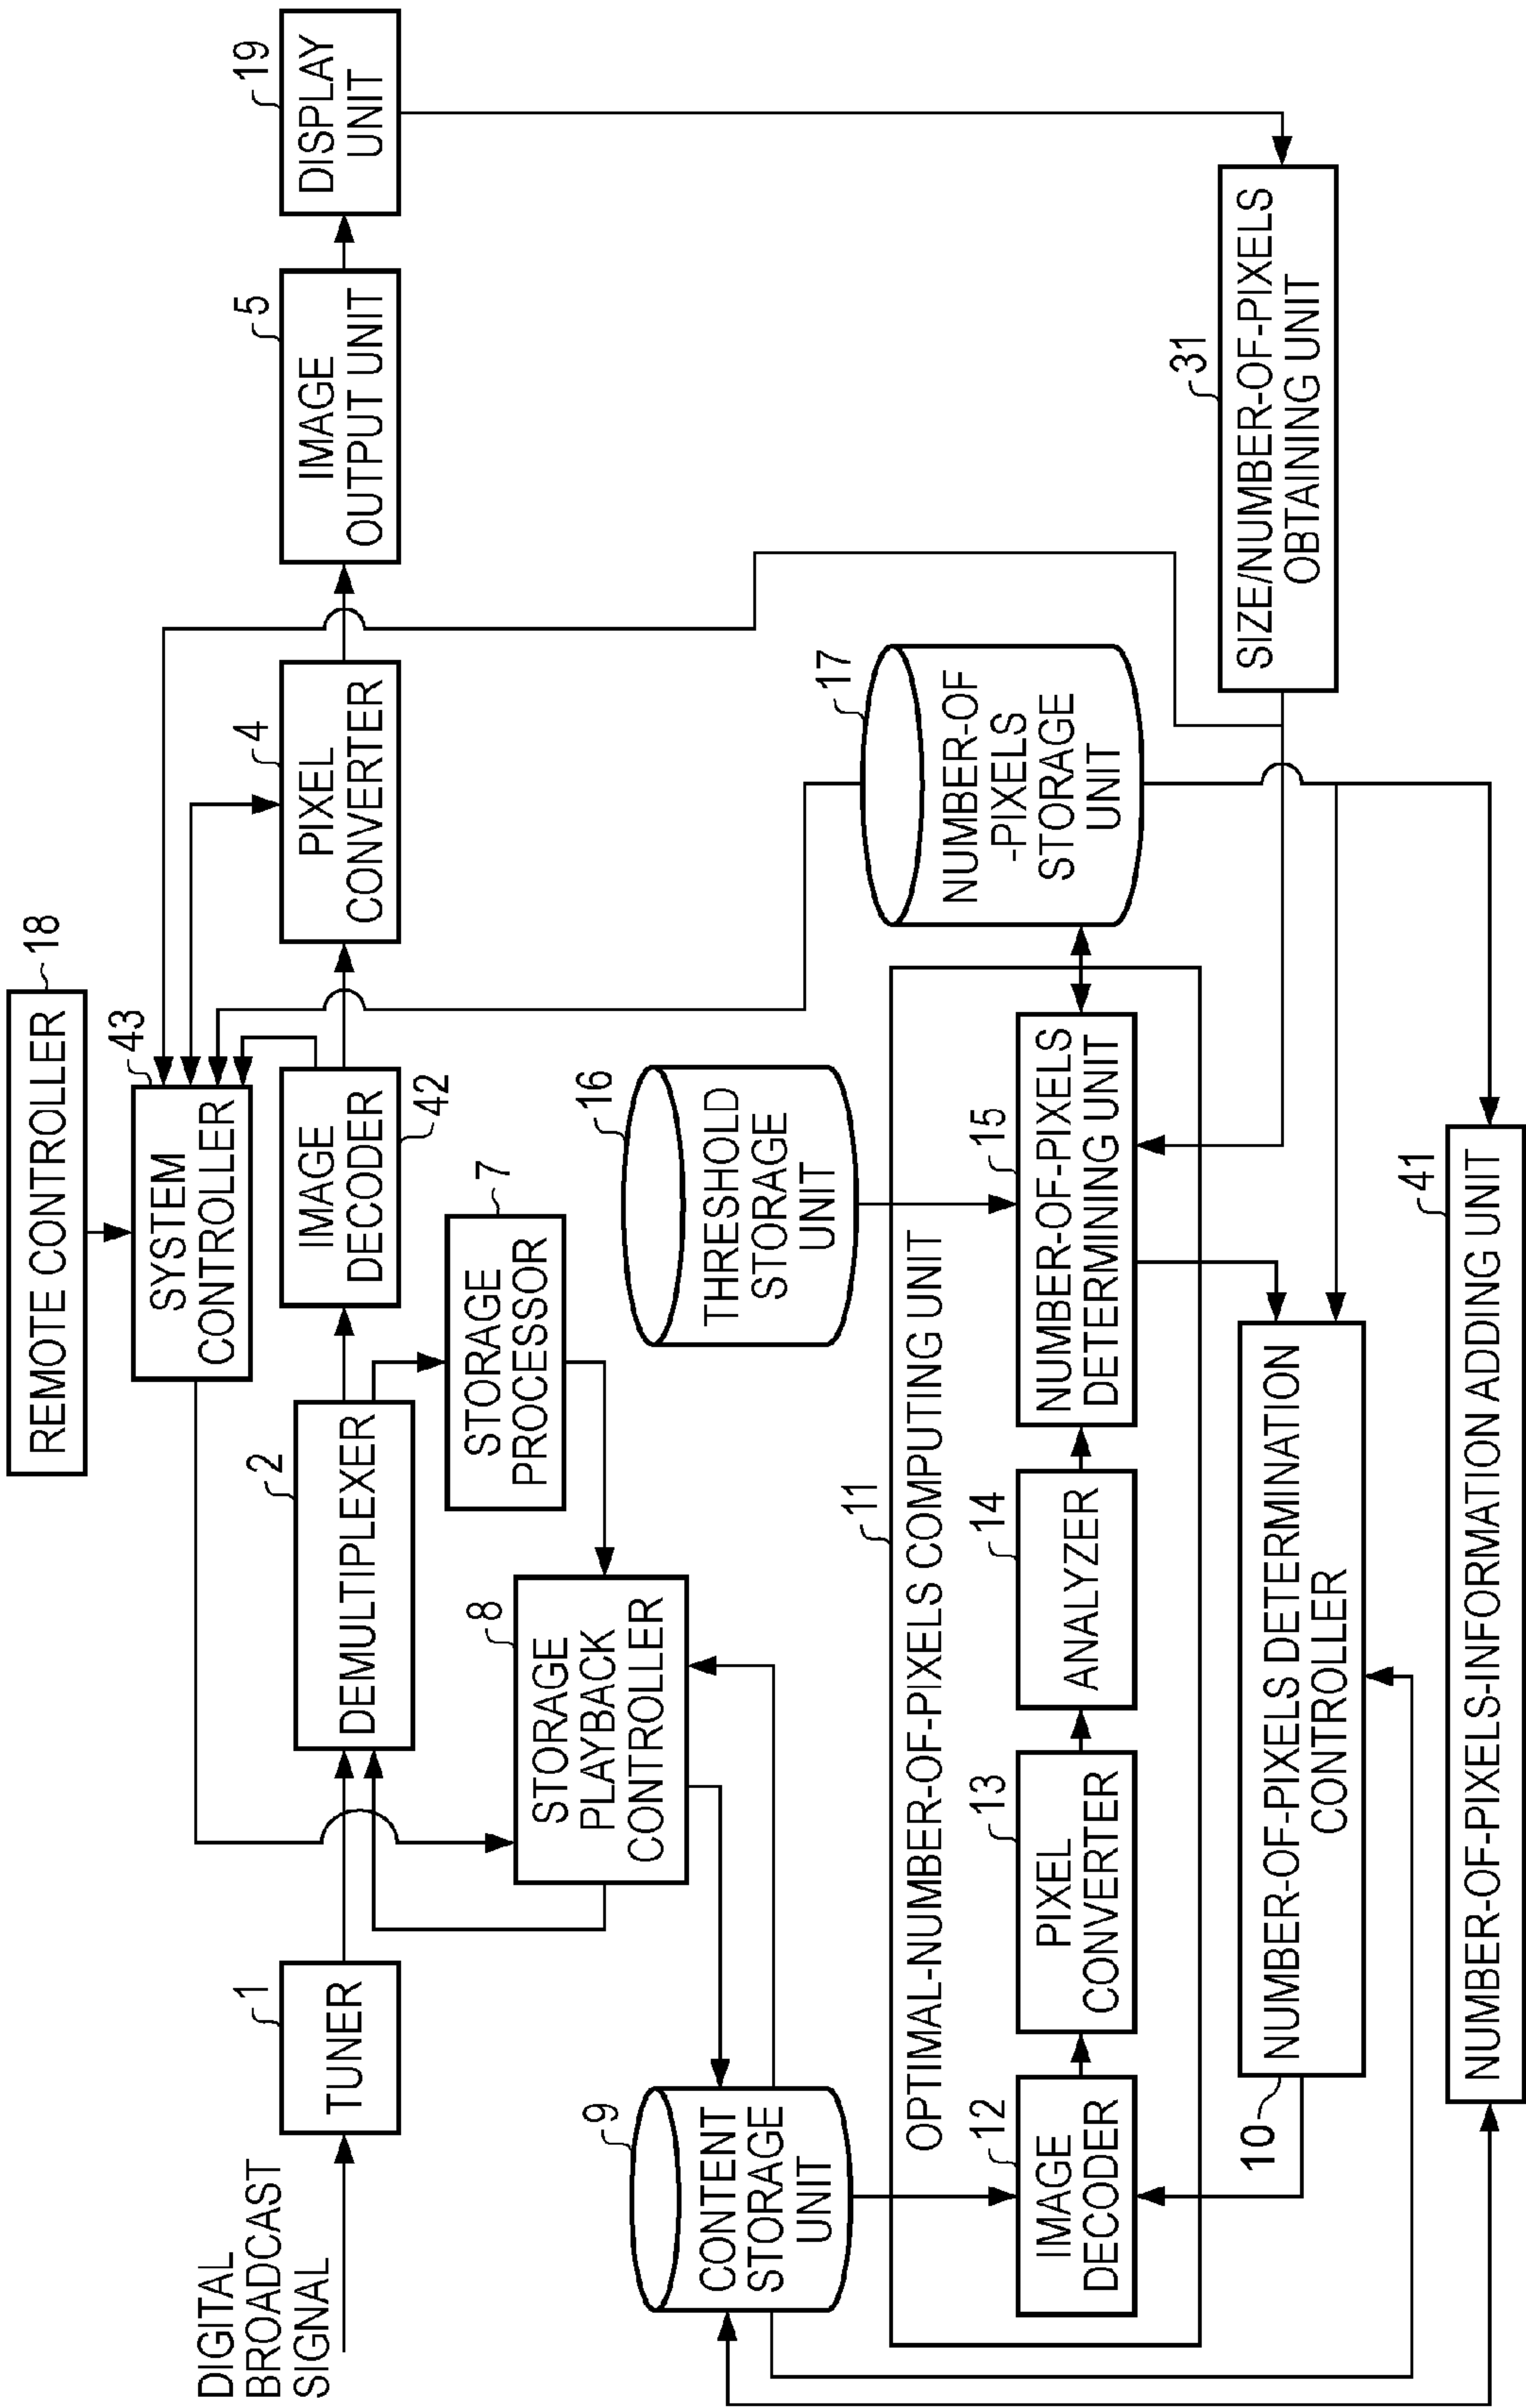 REMOTE CONTROLLER
18
SYSTEM
CONTROLLER
43
DIGITAL
BROADCAST
SIGNAL
TUNER
1
DEMULTIPLEXER
2
IMAGE
DECODER
42
PIXEL
CONVERTER
4
IMAGE
OUTPUT UNIT
5
DISPLAY
UNIT
19
STORAGE
PROCESSOR
7
STORAGE
PLAYBACK
CONTROLLER
8
CONTENT
STORAGE
UNIT
9
THRESHOLD
STORAGE
UNIT
16
NUMBER-OF
-PIXELS
STORAGE
UNIT
17
11
OPTIMAL-NUMBER-OF-PIXELS COMPUTING UNIT
IMAGE
DECODER
12
PIXEL
CONVERTER
13
ANALYZER
14
NUMBER-OF-PIXELS
DETERMINING UNIT
15
SIZE/NUMBER-OF-PIXELS
OBTAINING UNIT
31
NUMBER-OF-PIXELS DETERMINATION
CONTROLLER
10
NUMBER-OF-PIXELS-INFORMATION ADDING UNIT
41